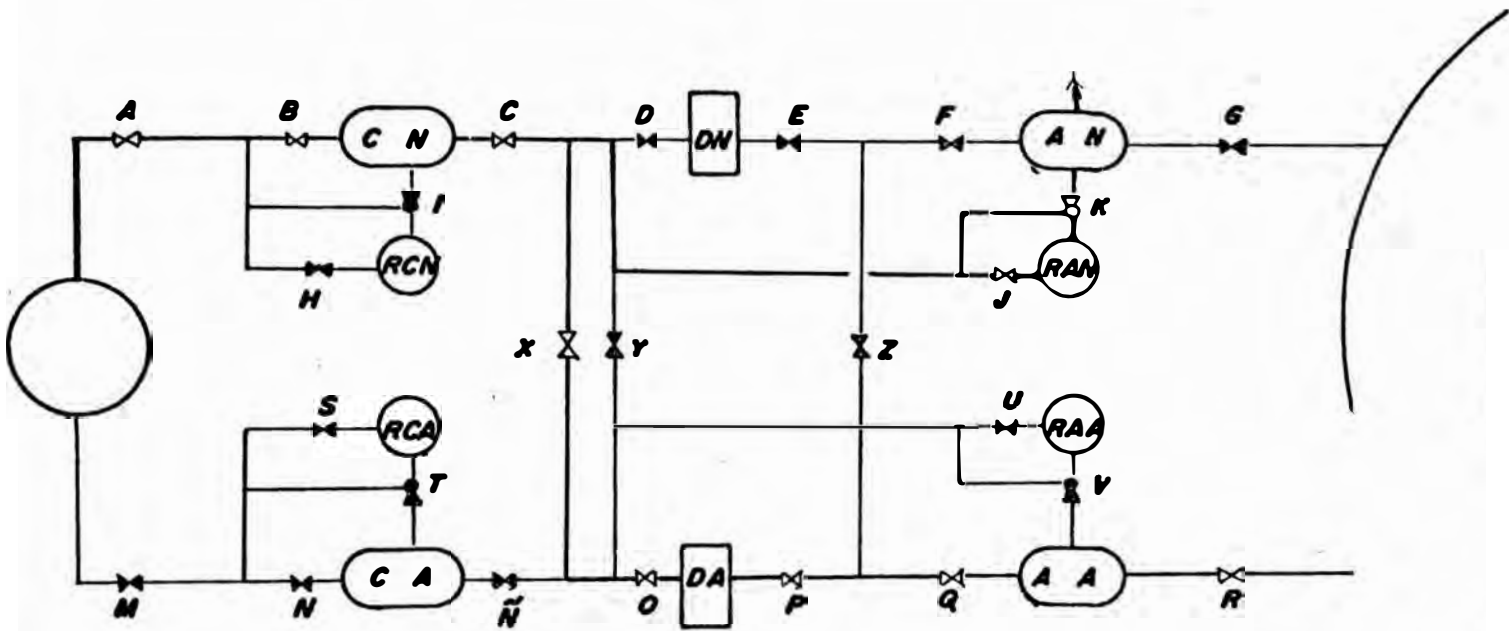 A B C D E F G
C N DN A N
I K
RCN RAN
H J
X Y Z
S U
RCA RAA
T V
C A DA A A
M N Ñ O P Q R